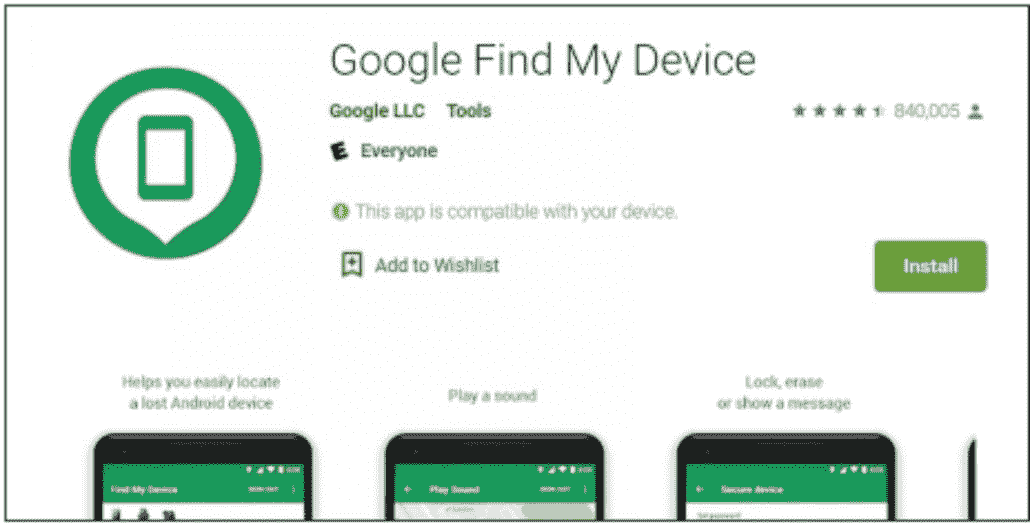 Google Find My Device
Google LLC Tools 840,005
E Everyone
This app is compatible with your device.
Add to Wishlist
Install
Helps you easily locate
a lost Android device
Play a sound
Lock, erase
or show a message
Find My Device
Play Sound
Secure device